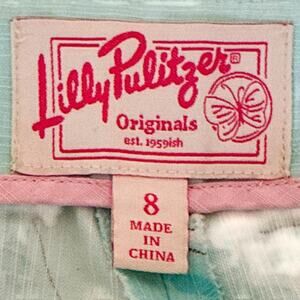 Lilly Pulitzer®
Originals
est. 1959ish
8
MADE
IN
CHINA